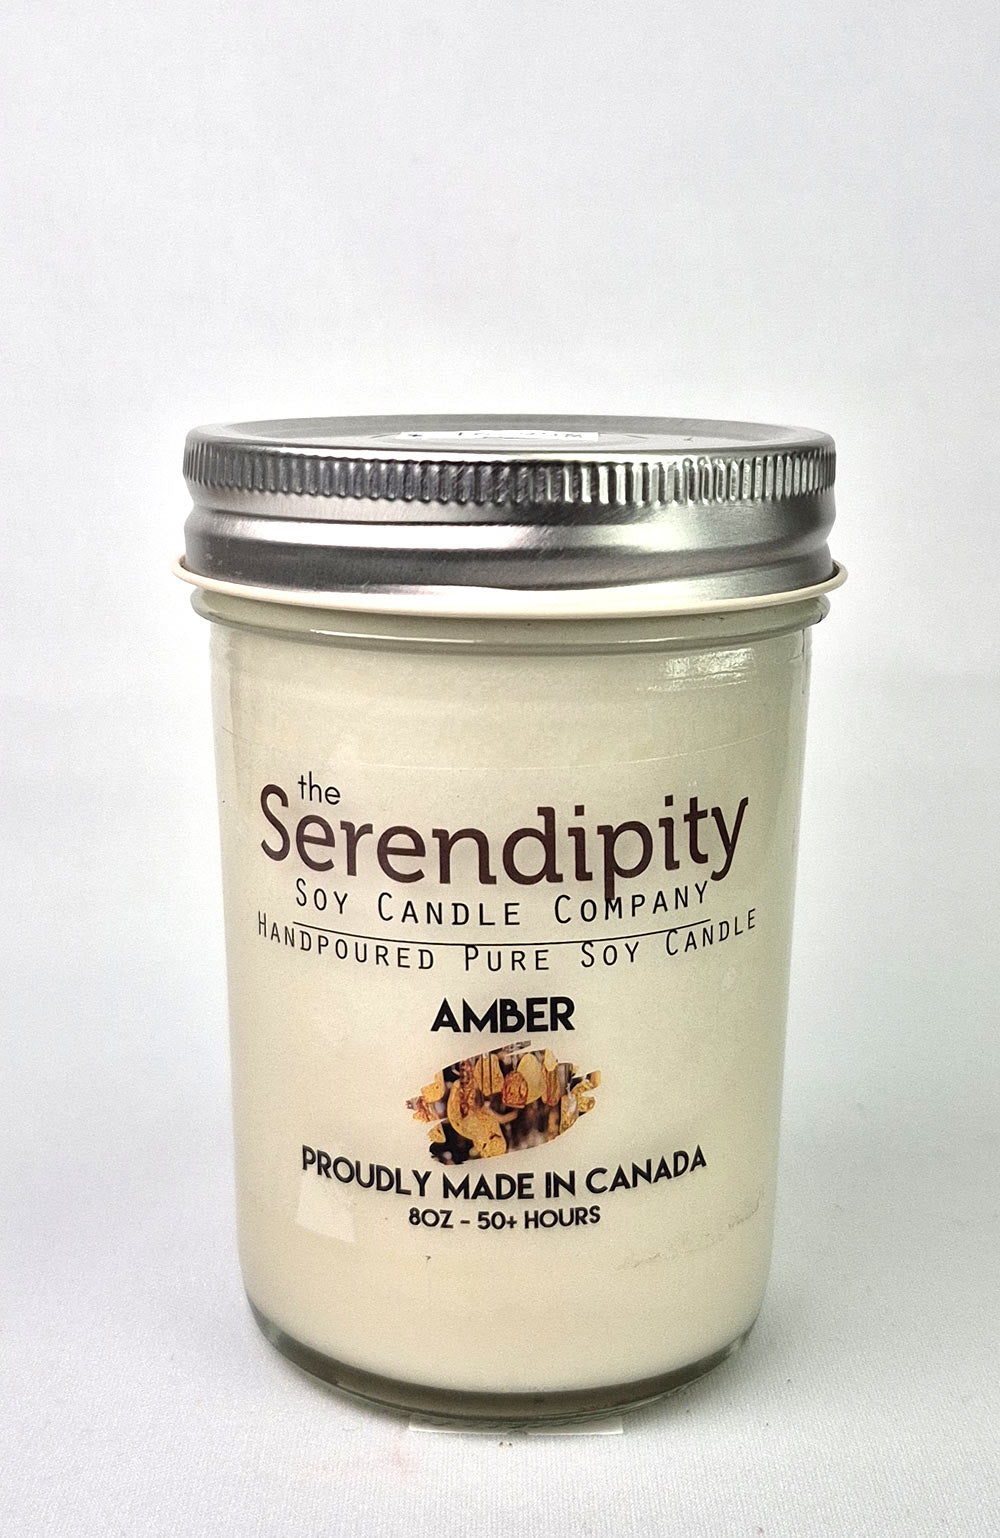 the
Serendipity
SOY CANDLE COMPANY
HANDPOURED PURE SOY CANDLE
AMBER
PROUDLY MADE IN CANADA
8OZ - 50+ HOURS